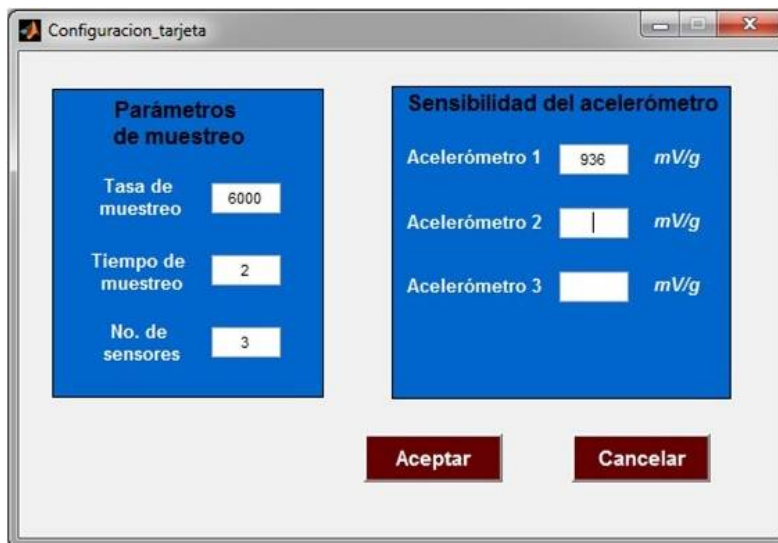 Configuracion_tarjeta
Parámetros
de muestreo
Tasa de
muestreo
6000
Tiempo de
muestreo
2
No. de
sensores
3
Sensibilidad del acelerómetro
Acelerómetro 1 936 mV/g
Acelerómetro 2 mV/g
Acelerómetro 3 mV/g
Aceptar
Cancelar